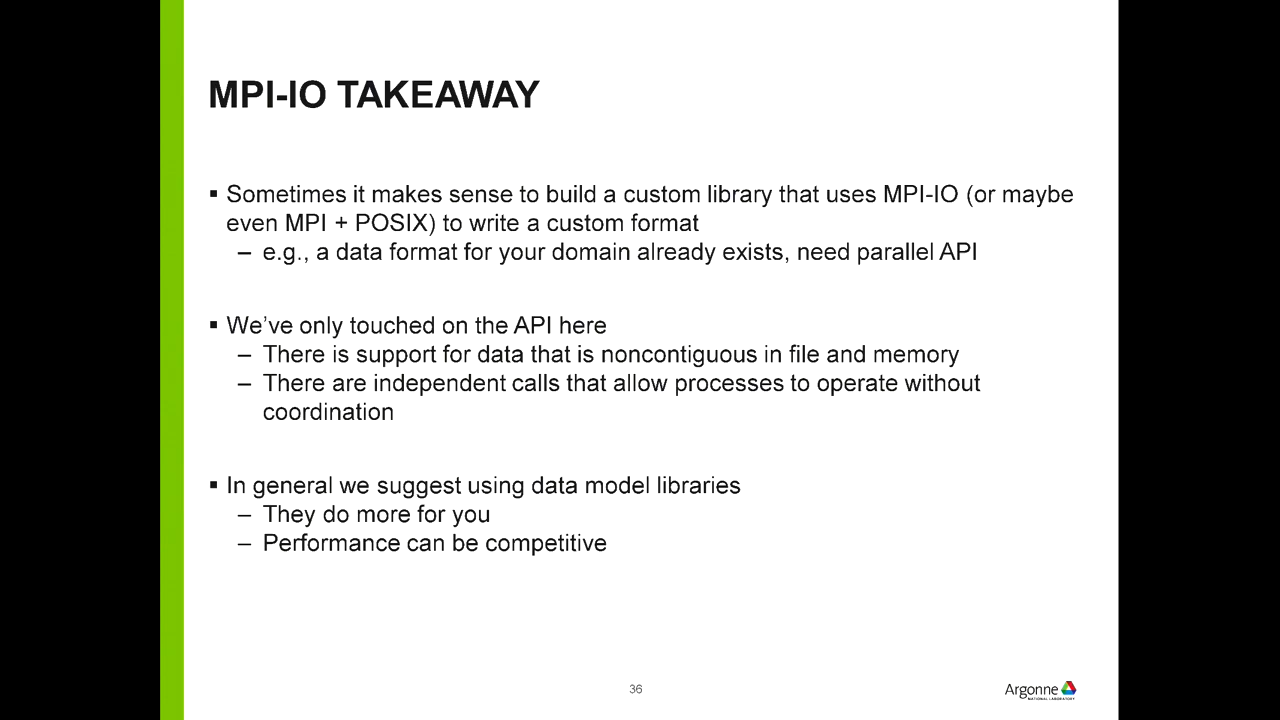 MPI-IO TAKEAWAY
▪ Sometimes it makes sense to build a custom library that uses MPI-IO (or maybe
even MPI + POSIX) to write a custom format
– e.g., a data format for your domain already exists, need parallel API
▪ We’ve only touched on the API here
– There is support for data that is noncontiguous in file and memory
– There are independent calls that allow processes to operate without
coordination
▪ In general we suggest using data model libraries
– They do more for you
– Performance can be competitive
36
Argonne
NATIONAL LABORATORY